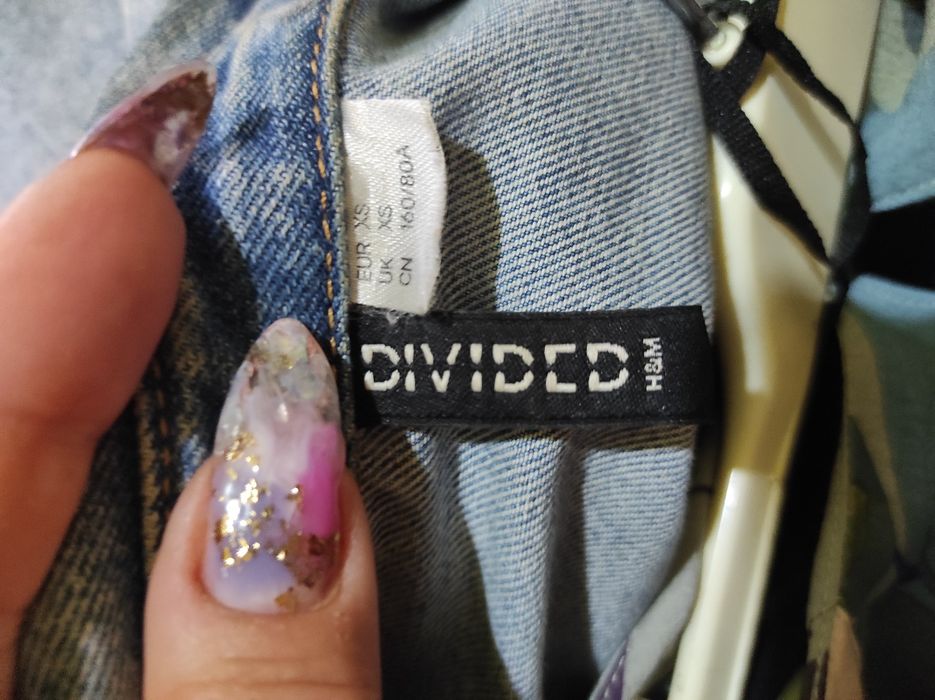 EUR XS
UK XS
CN 160/80A
DIVIDED
H&M